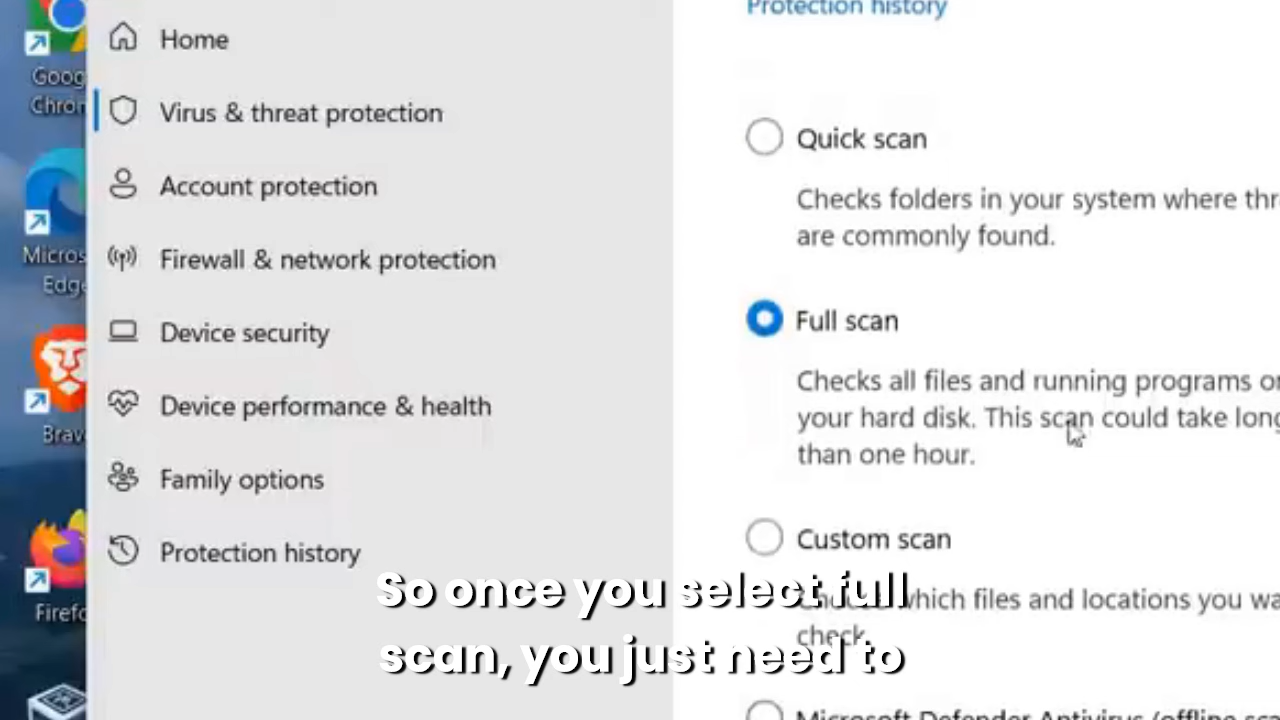 Protection history
Home
Virus & threat protection
Account protection
Firewall & network protection
Device security
Device performance & health
Family options
Protection history
Quick scan
Checks folders in your system where thr
are commonly found.
Full scan
Checks all files and running programs on
your hard disk. This scan could take long
than one hour.
Custom scan
Choose which files and locations you wa
check.
Microsoft Defender Antivirus (offline sca
Goog
Chron
Micros
Edge
Brav
Firefo
So once you select full
scan, you just need to